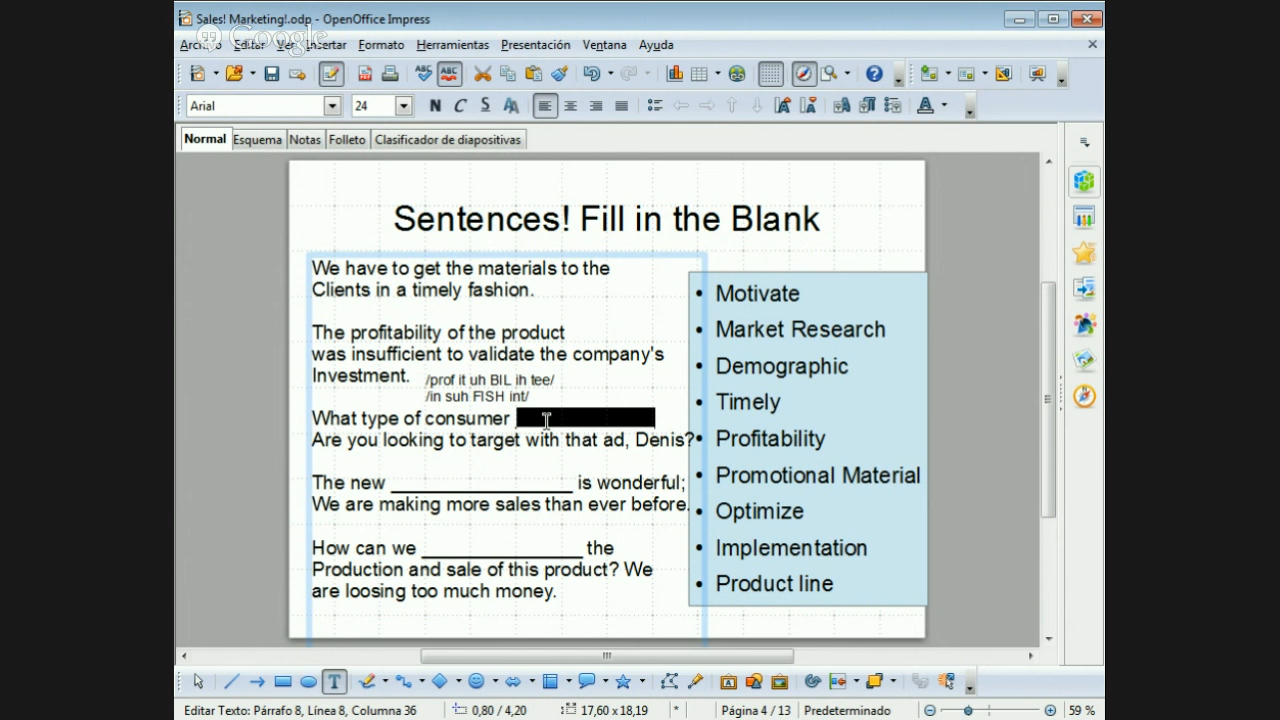 Sales! Marketing!.odp - OpenOffice Impress
Google
Archivo Editar Ver Insertar Formato Herramientas Presentación Ventana Ayuda
Arial 24 N C S A
Normal Esquema Notas Folleto Clasificador de diapositivas
Sentences! Fill in the Blank
We have to get the materials to the
Clients in a timely fashion.
The profitability of the product
was insufficient to validate the company's
Investment.
/prof it uh BIL ih tee/
/in suh FISH int/
What type of consumer
Are you looking to target with that ad, Denis?
The new _________________ is wonderful;
We are making more sales than ever before.
How can we _______________ the
Production and sale of this product? We
are loosing too much money.
• Motivate
• Market Research
• Demographic
• Timely
• Profitability
• Promotional Material
• Optimize
• Implementation
• Product line
Editar Texto: Párrafo 8, Línea 8, Columna 36 0,80 / 4,20 17,60 x 18,19 * Página 4 / 13 Predeterminado 59 %